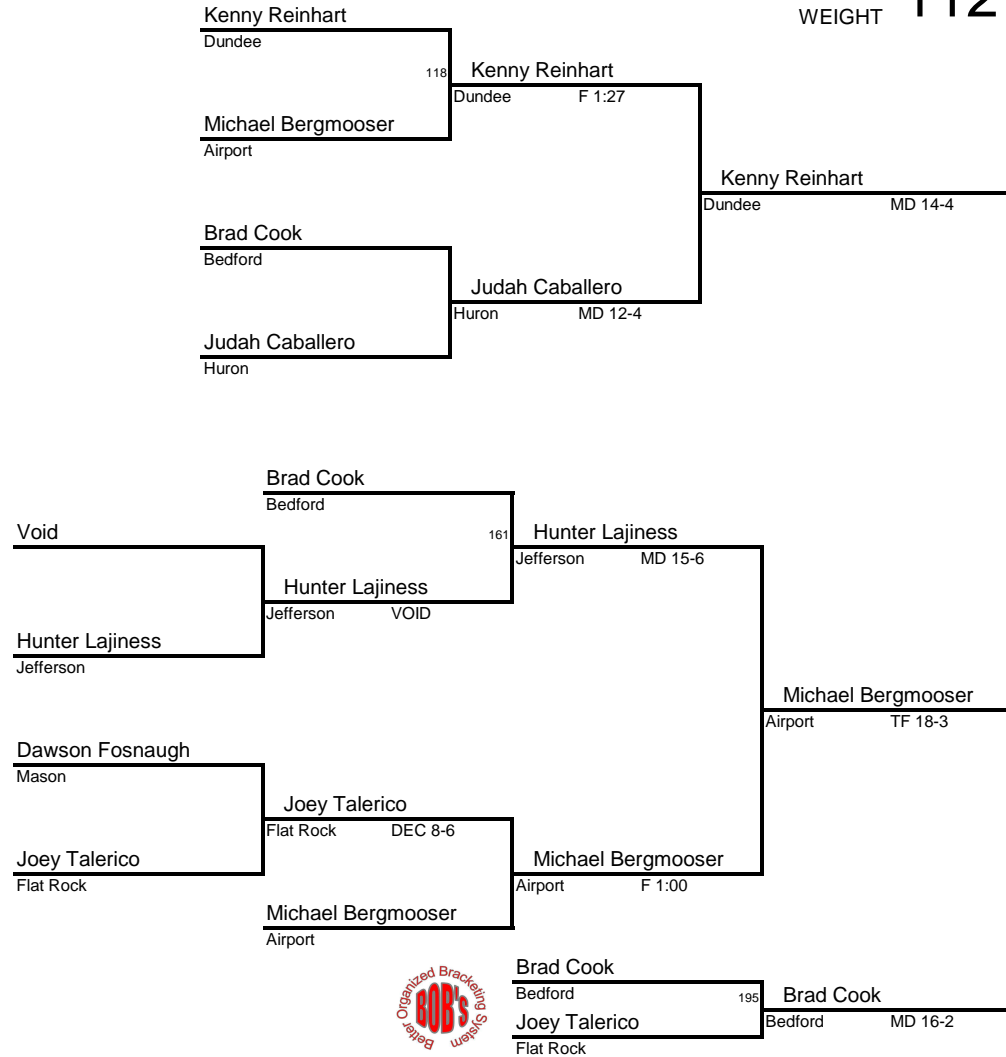 WEIGHT 112
Kenny Reinhart
Dundee
118 Kenny Reinhart
Dundee F 1:27
Michael Bergmooser
Airport
Kenny Reinhart
Dundee MD 14-4
Brad Cook
Bedford
Judah Caballero
Huron MD 12-4
Judah Caballero
Huron
Brad Cook
Bedford
Void
161 Hunter Lajiness
Jefferson MD 15-6
Hunter Lajiness
Jefferson VOID
Hunter Lajiness
Jefferson
Michael Bergmooser
Airport TF 18-3
Dawson Fosnaugh
Mason
Joey Talerico
Flat Rock DEC 8-6
Joey Talerico
Flat Rock
Michael Bergmooser
Airport F 1:00
Michael Bergmooser
Airport
Better Organized Bracketing System
BOB's
Brad Cook
Bedford
195 Brad Cook
Bedford MD 16-2
Joey Talerico
Flat Rock